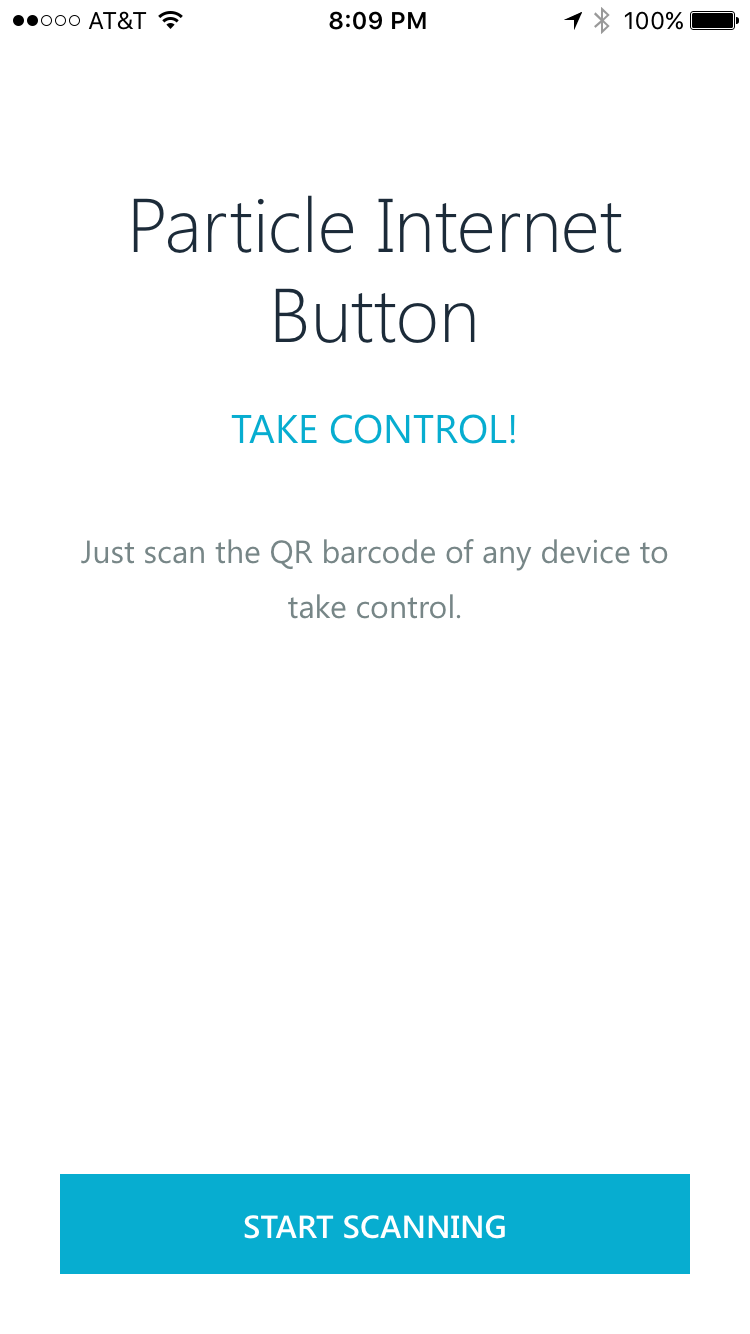 AT&T 8:09 PM 100%
Particle Internet
Button
TAKE CONTROL!
Just scan the QR barcode of any device to
take control.
START SCANNING